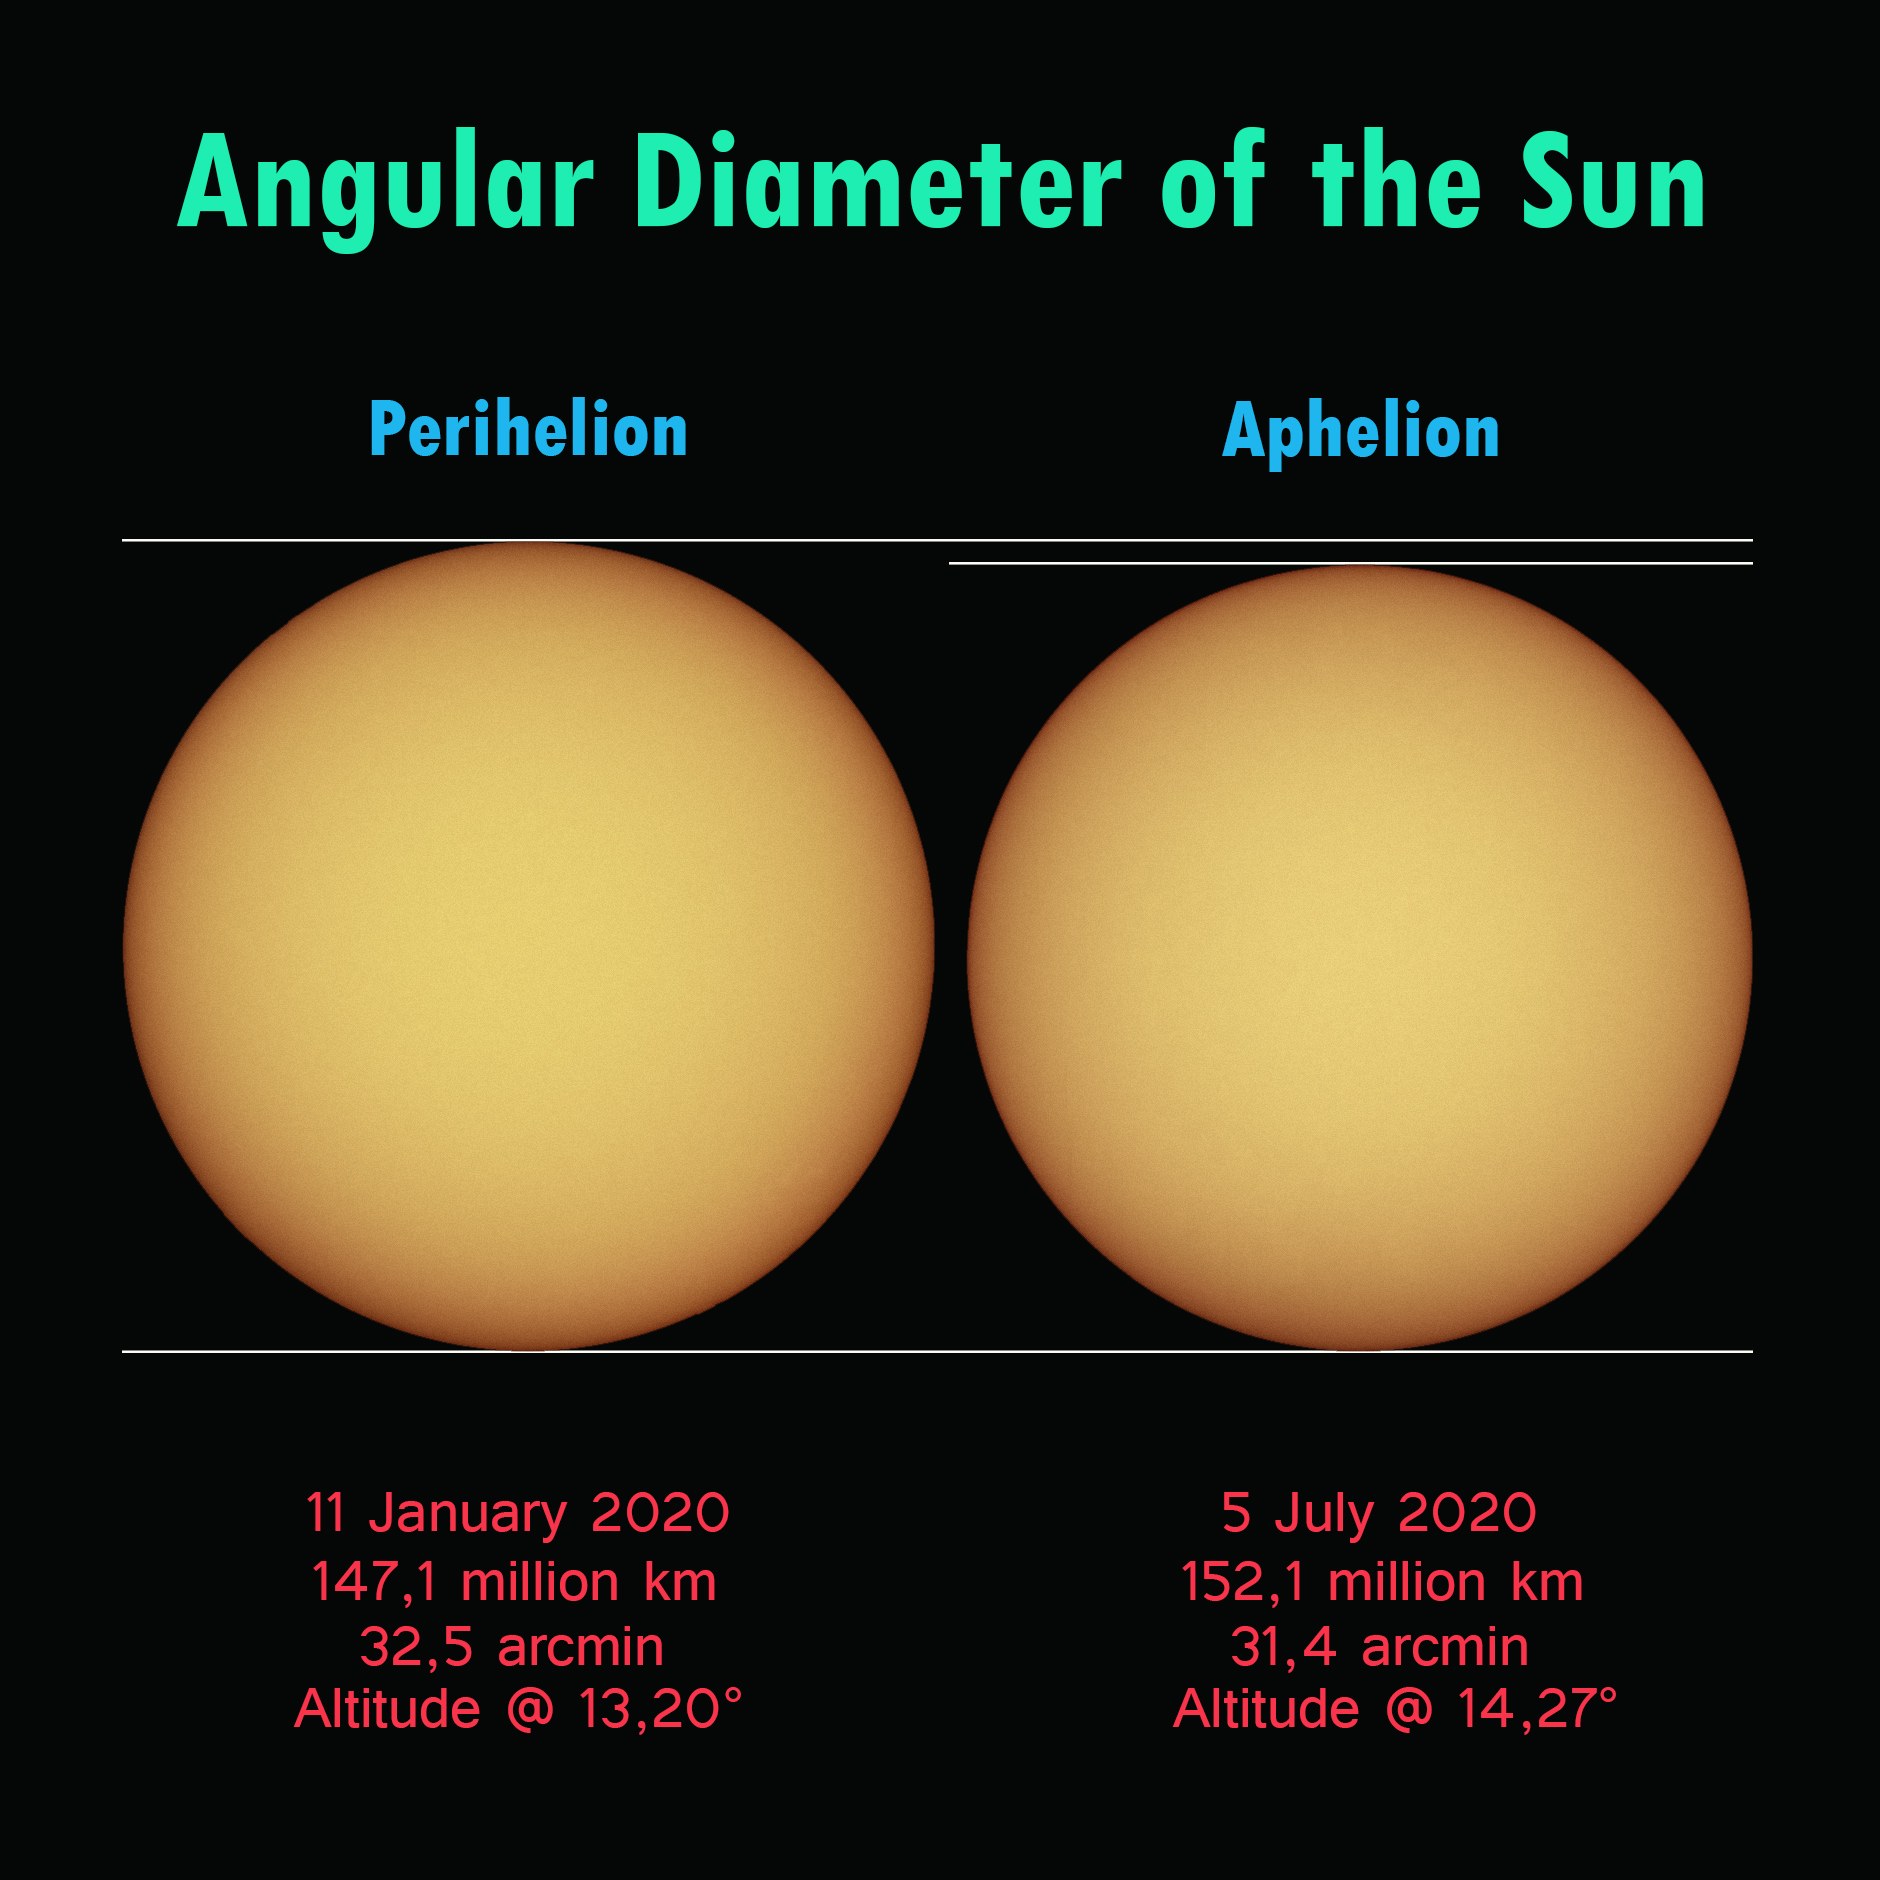 Angular Diameter of the Sun
Perihelion
Aphelion
11 January 2020
147,1 million km
32,5 arcmin
Altitude @ 13,20°
5 July 2020
152,1 million km
31,4 arcmin
Altitude @ 14,27°